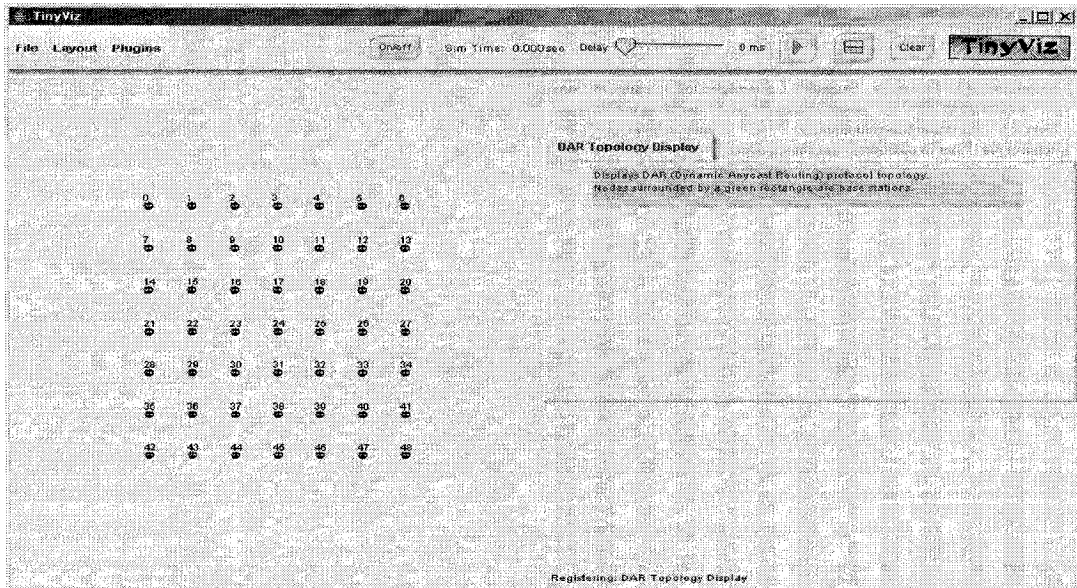 TinyViz
File Layout Plugins On/off Sim Time: 0.000sec Delay 0 ms Clear TinyViz
DAR Topology Display
Displays DAR (Dynamic Anycast Routing) protocol topology.
Nodes surrounded by a green rectangle are base stations.
0 1 2 3 4 5 6
7 8 9 10 11 12 13
14 15 16 17 18 19 20
21 22 23 24 25 26 27
28 29 30 31 32 33 34
35 36 37 38 39 40 41
42 43 44 45 46 47 48
Registering: DAR Topology Display